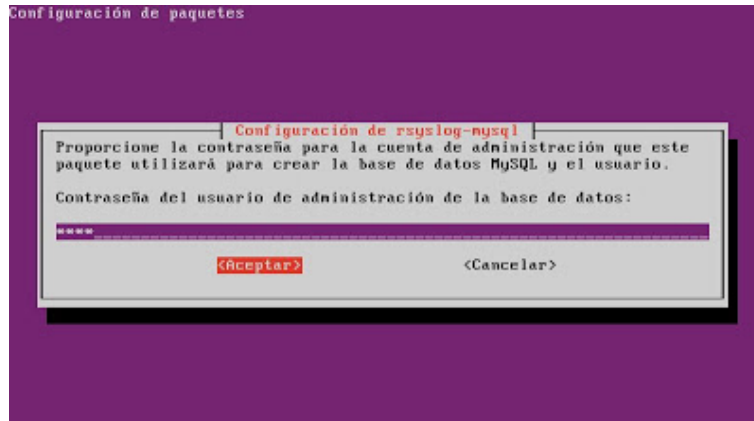 Configuración de paquetes
Configuración de rsyslog-mysql
Proporcione la contraseña para la cuenta de administración que este
paquete utilizará para crear la base de datos MySQL y el usuario.
Contraseña del usuario de administración de la base de datos:
****
<Aceptar> <Cancelar>